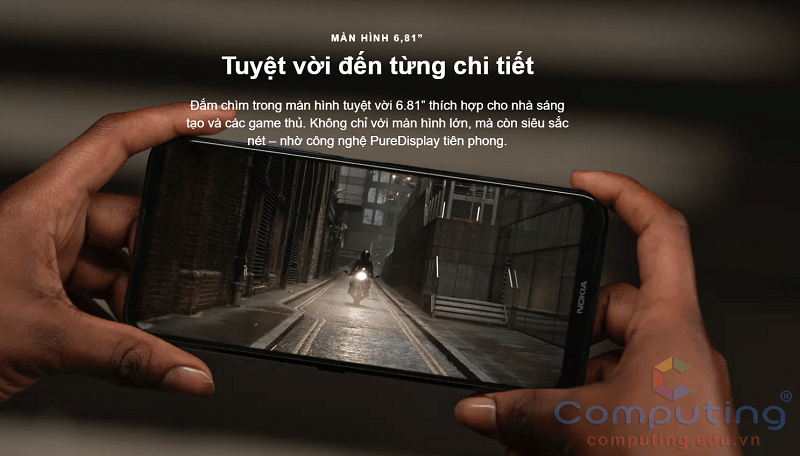 MÀN HÌNH 6,81”
Tuyệt vời đến từng chi tiết
Đắm chìm trong màn hình tuyệt vời 6.81” thích hợp cho nhà sáng
tạo và các game thủ. Không chỉ với màn hình lớn, mà còn siêu sắc
nét – nhờ công nghệ PureDisplay tiên phong.
NOKIA
Computing®
computing.edu.vn